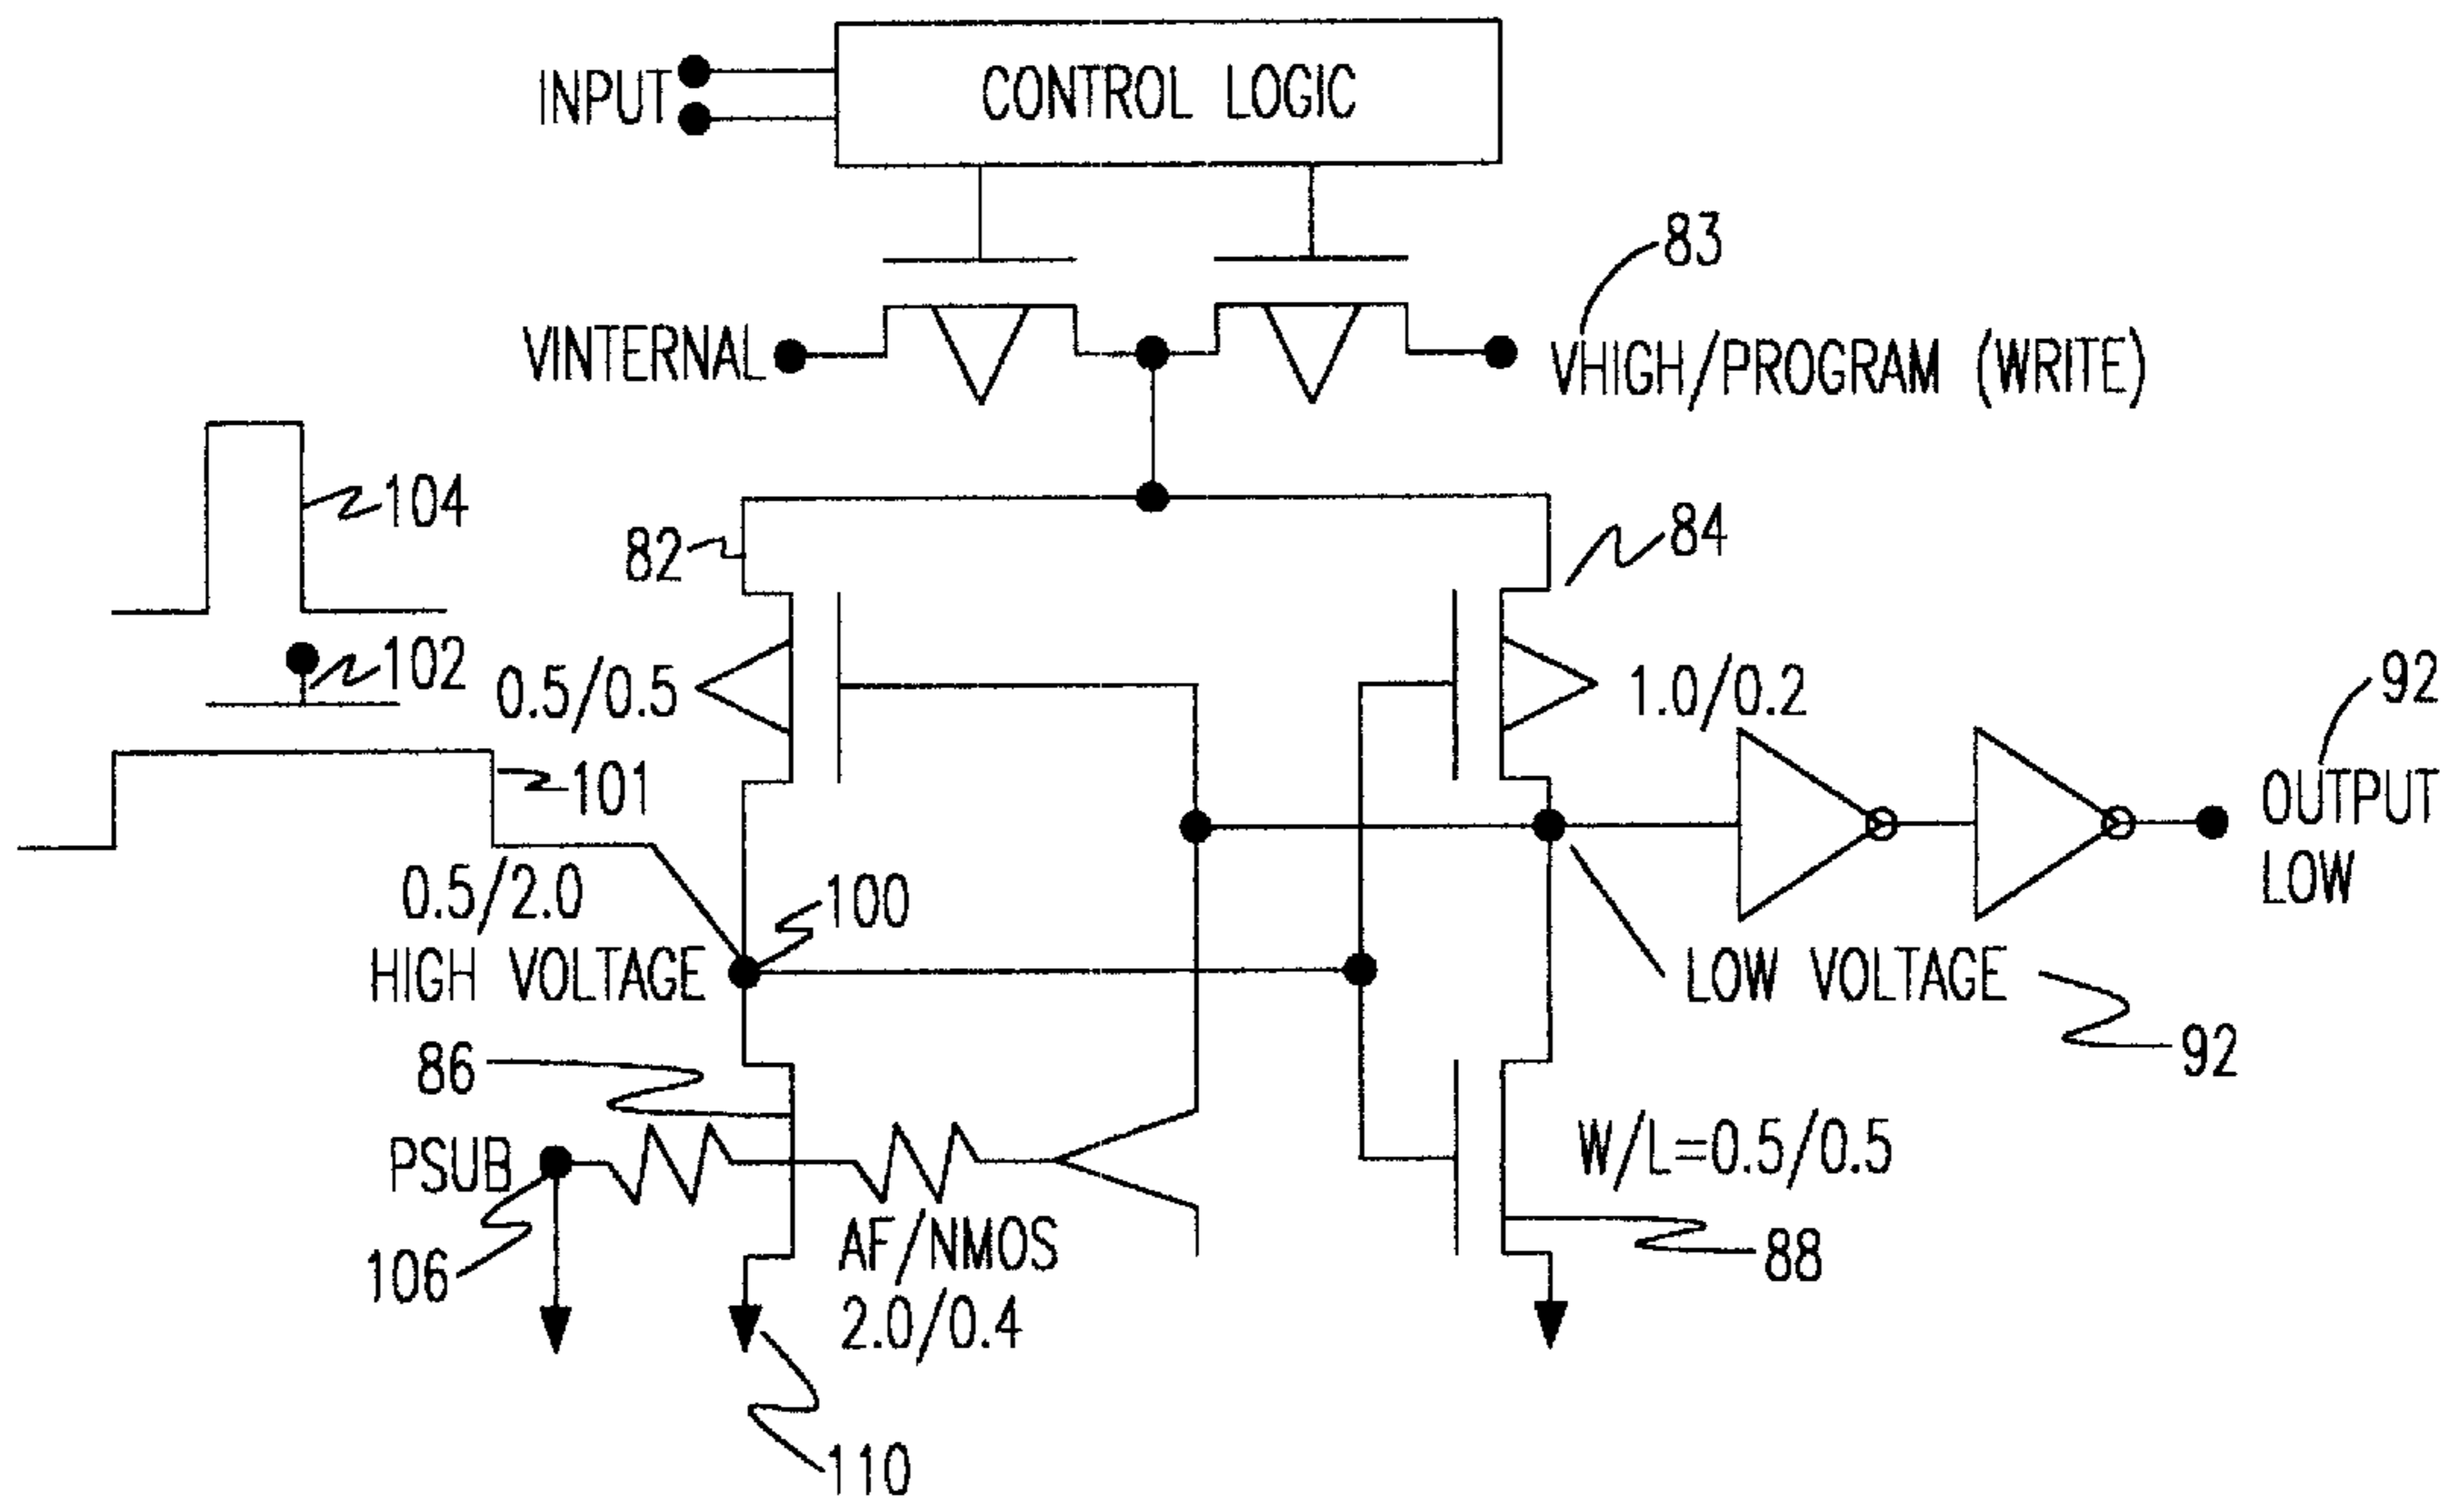 CONTROL LOGIC
INPUT
83
VINTERNAL
VHIGH/PROGRAM (WRITE)
104
82
84
102
0.5/0.5
1.0/0.2
92
101
OUTPUT
LOW
0.5/2.0
100
HIGH VOLTAGE
LOW VOLTAGE
86
92
PSUB
W/L=0.5/0.5
AF/NMOS
106
88
2.0/0.4
110